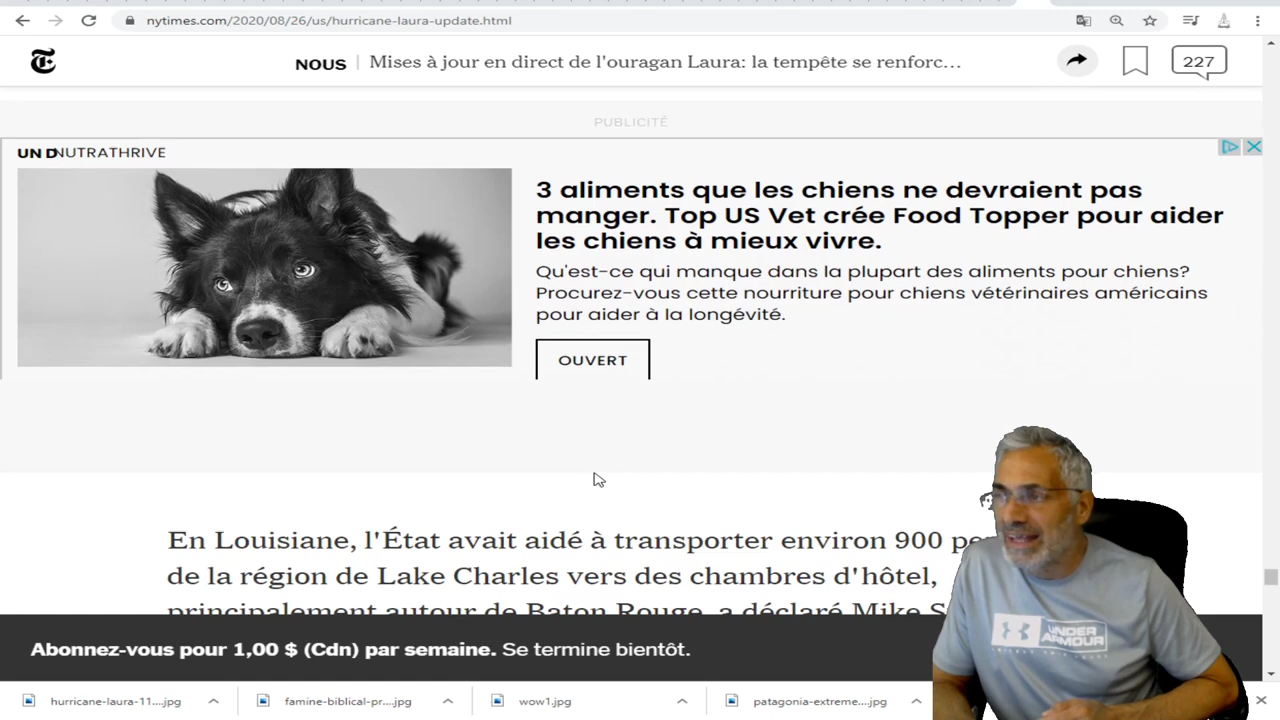 nytimes.com/2020/08/26/us/hurricane-laura-update.html
NOUS | Mises à jour en direct de l'ouragan Laura: la tempête se renforc...
227
PUBLICITÉ
UN D NUTRATHRIVE
3 aliments que les chiens ne devraient pas
manger. Top US Vet crée Food Topper pour aider
les chiens à mieux vivre.
Qu'est-ce qui manque dans la plupart des aliments pour chiens?
Procurez-vous cette nourriture pour chiens vétérinaires américains
pour aider à la longévité.
OUVERT
En Louisiane, l'État avait aidé à transporter environ 900
de la région de Lake Charles vers des chambres d'hôtel,
principalement autour de Baton Rouge, a déclaré Mike
Abonnez-vous pour 1,00 $ (Cdn) par semaine. Se termine bientôt.
UNDER
ARMOUR
hurricane-laura-11....jpg
famine-biblical-pr....jpg
wow1.jpg
patagonia-extreme....jpg